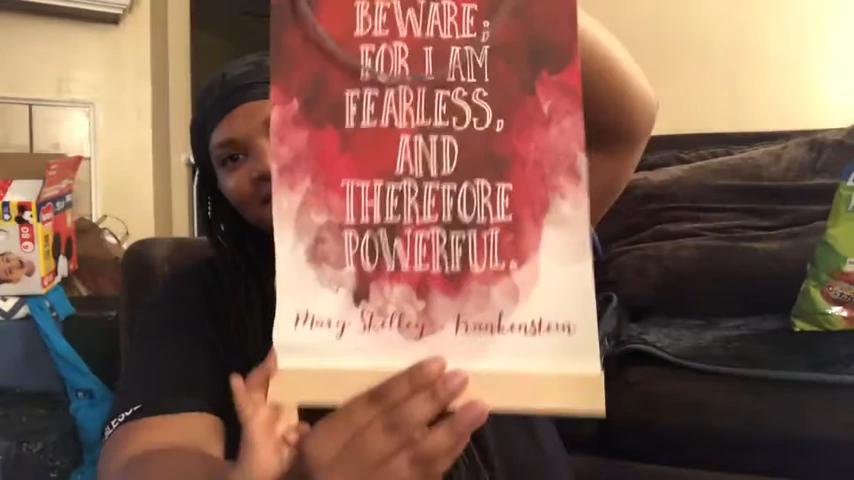 BEWARE;
FOR I AM
FEARLESS,
AND
THEREFORE
POWERFUL.
Mary Shelley - Frankenstein